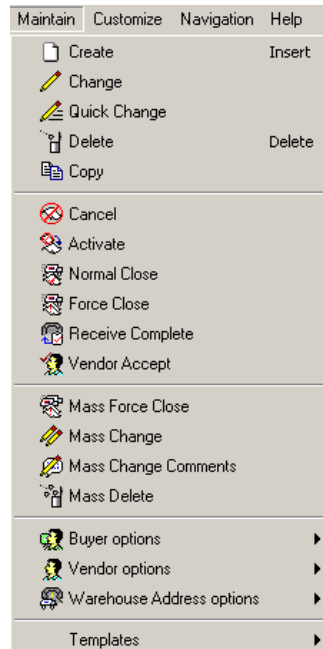 Maintain Customize Navigation Help
Create Insert
Change
Quick Change
Delete Delete
Copy
Cancel
Activate
Normal Close
Force Close
Receive Complete
Vendor Accept
Mass Force Close
Mass Change
Mass Change Comments
Mass Delete
Buyer options
Vendor options
Warehouse Address options
Templates